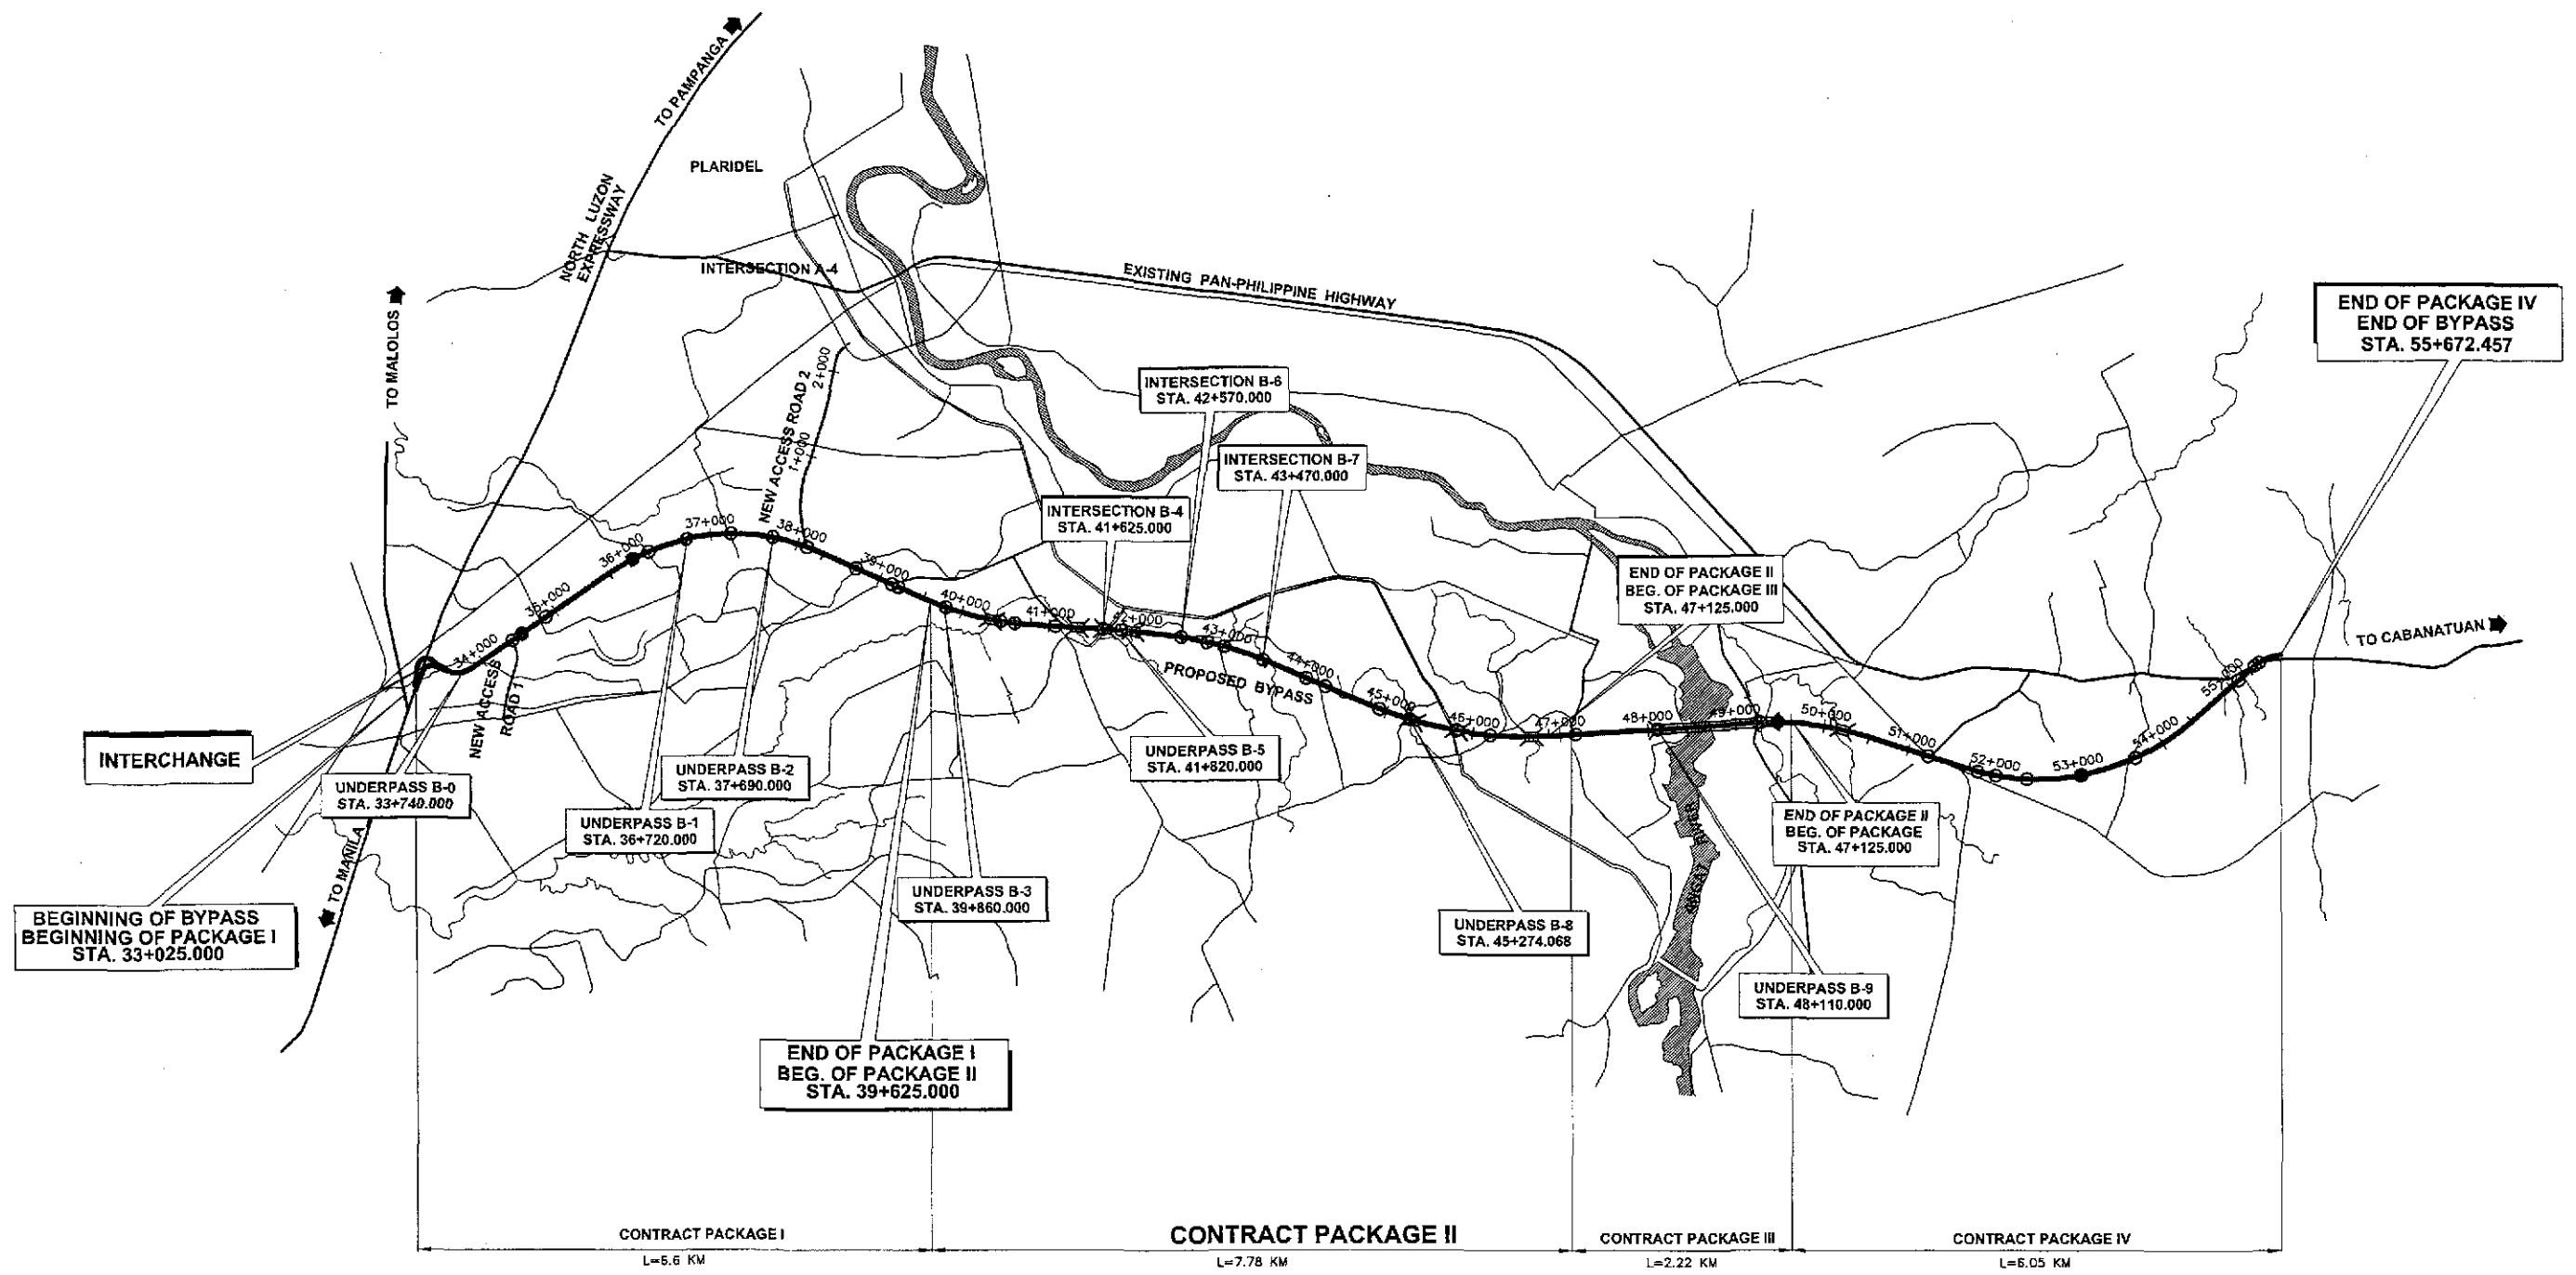 TO PAMPANGA
PLARIDEL
NORTH LUZON
EXPRESSWAY
INTERSECTION A-4
EXISTING PAN-PHILIPPINE HIGHWAY
TO MALOLOS
END OF PACKAGE IV
END OF BYPASS
STA. 55+672.457
NEW ACCESS ROAD 2
2+000
1+000
INTERSECTION B-6
STA. 42+570.000
INTERSECTION B-7
STA. 43+470.000
INTERSECTION B-4
STA. 41+625.000
END OF PACKAGE II
BEG. OF PACKAGE III
STA. 47+125.000
TO CABANATUAN
34+000
35+000
36+000
37+000
38+000
39+000
40+000
41+000
42+000
43+000
44+000
45+000
46+000
47+000
48+000
49+000
50+000
51+000
52+000
53+000
54+000
55+000
PROPOSED BYPASS
NEW ACCESS
ROAD 1
INTERCHANGE
UNDERPASS B-0
STA. 33+740.000
UNDERPASS B-1
STA. 36+720.000
UNDERPASS B-2
STA. 37+690.000
UNDERPASS B-5
STA. 41+820.000
END OF PACKAGE II
BEG. OF PACKAGE
STA. 47+125.000
RIVER
TO MANILA
BEGINNING OF BYPASS
BEGINNING OF PACKAGE I
STA. 33+025.000
UNDERPASS B-3
STA. 39+860.000
UNDERPASS B-8
STA. 45+274.068
UNDERPASS B-9
STA. 48+110.000
END OF PACKAGE I
BEG. OF PACKAGE II
STA. 39+625.000
CONTRACT PACKAGE I
L=6.6 KM
CONTRACT PACKAGE II
L=7.78 KM
CONTRACT PACKAGE III
L=2.22 KM
CONTRACT PACKAGE IV
L=6.05 KM